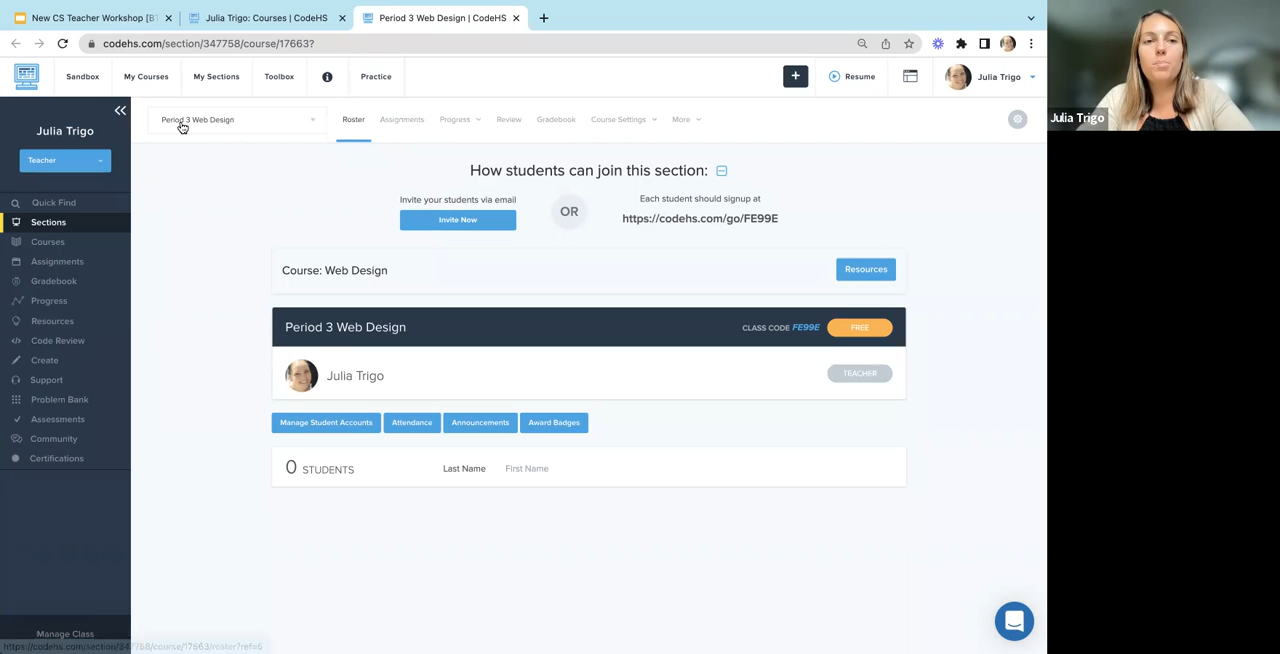 New CS Teacher Workshop [BT
Julia Trigo: Courses | CodeHS
Period 3 Web Design | CodeHS
codehs.com/section/347758/course/17663?
Sandbox
My Courses
My Sections
Toolbox
Practice
Resume
Julia Trigo
Julia Trigo
Julia Trigo
Teacher
Quick Find
Sections
Courses
Assignments
Gradebook
Progress
Resources
Code Review
Create
Support
Problem Bank
Assessments
Community
Certifications
Manage Class
Period 3 Web Design
Roster
Assignments
Progress
Review
Gradebook
Course Settings
More
How students can join this section:
Invite your students via email
Invite Now
OR
Each student should signup at
https://codehs.com/go/FE99E
Course: Web Design
Resources
Period 3 Web Design
CLASS CODE FE99E
FREE
Julia Trigo
TEACHER
Manage Student Accounts
Attendance
Announcements
Award Badges
0 STUDENTS
Last Name
First Name
https://codehs.com/section/347758/course/17663/roster?ref=6